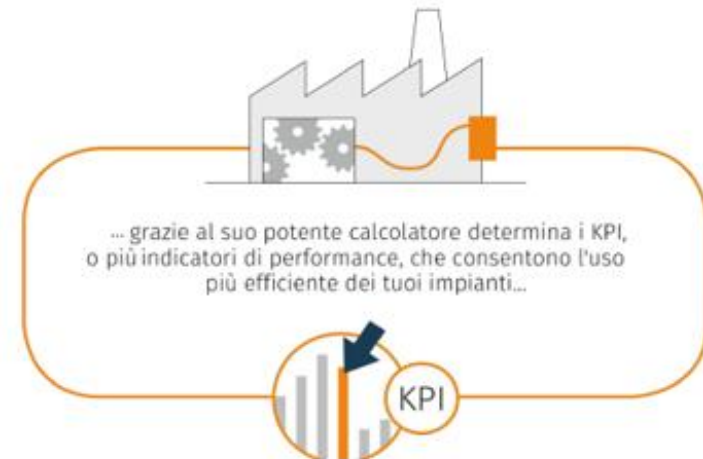 ... grazie al suo potente calcolatore determina i KPI,
o più indicatori di performance, che consentono l'uso
più efficiente dei tuoi impianti...
KPI